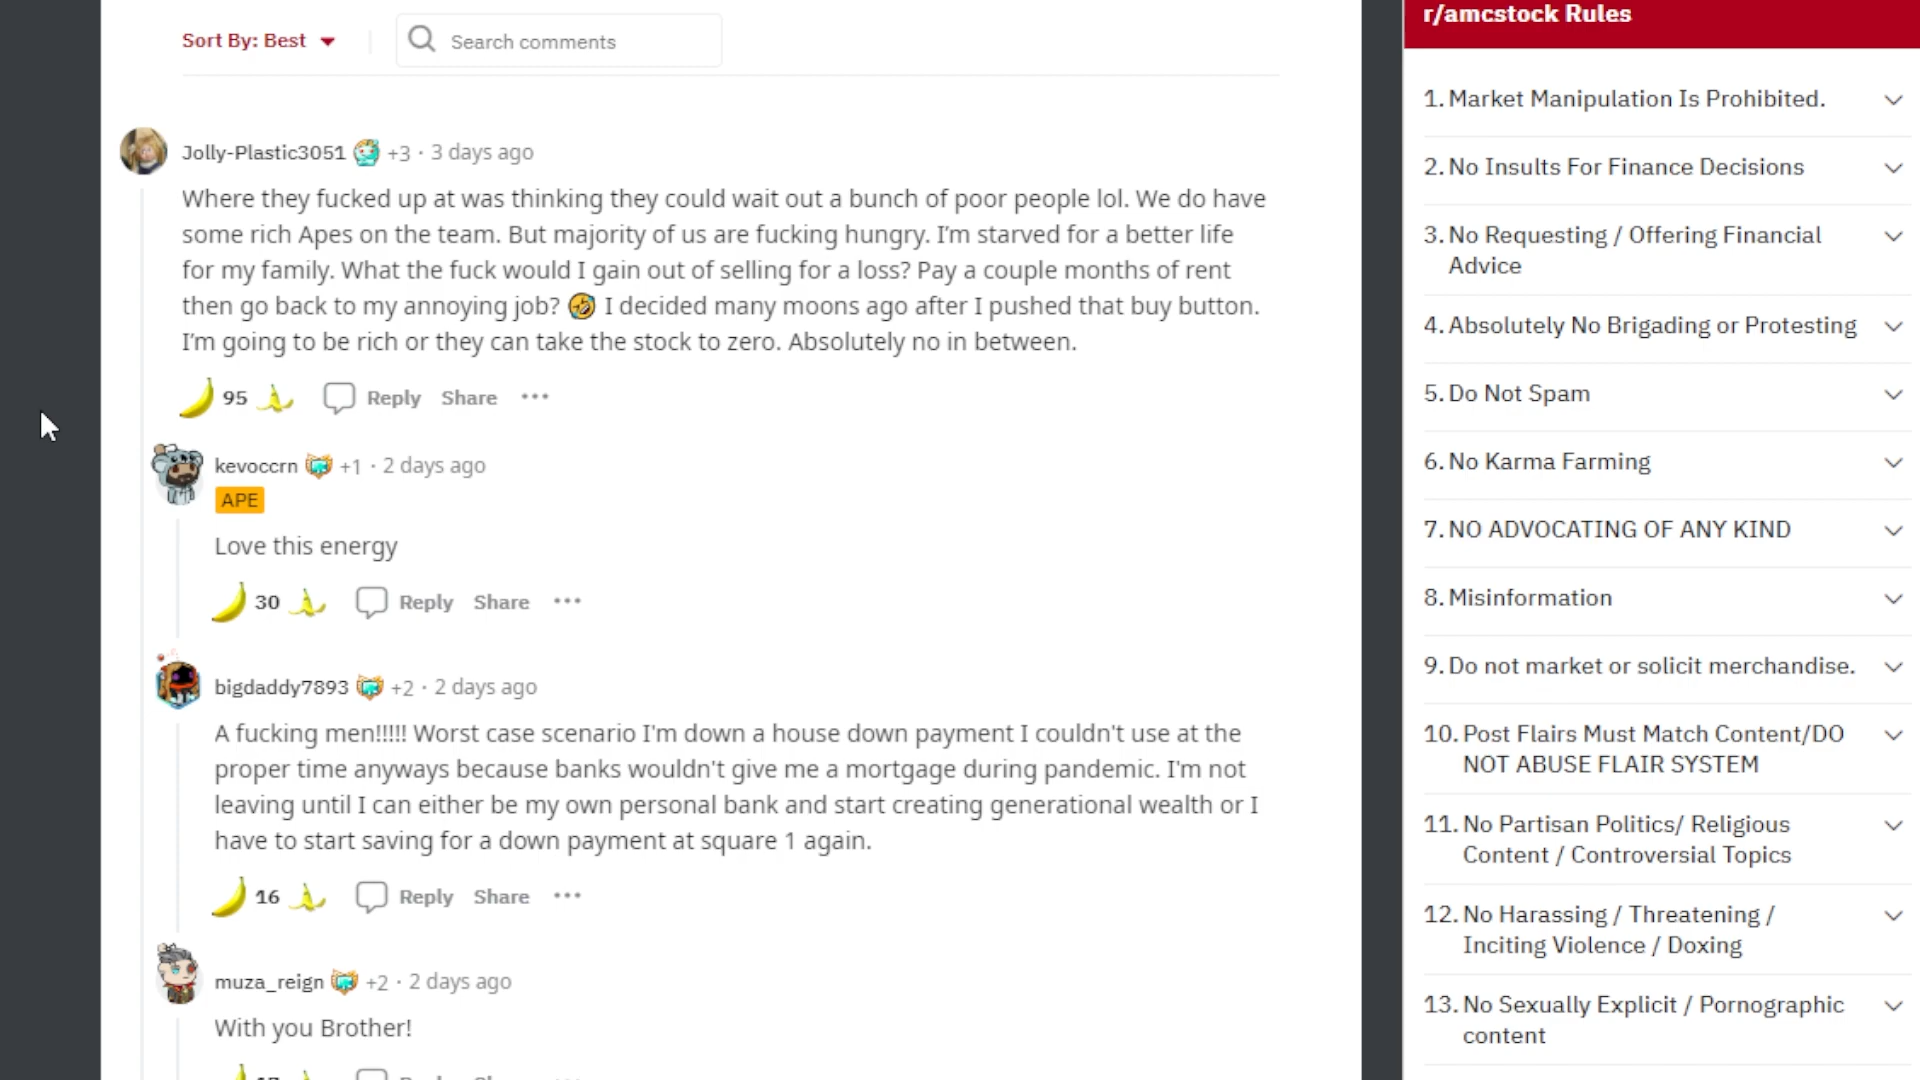 Sort By: Best
Search comments
Jolly-Plastic3051 +3 · 3 days ago
Where they fucked up at was thinking they could wait out a bunch of poor people lol. We do have
some rich Apes on the team. But majority of us are fucking hungry. I'm starved for a better life
for my family. What the fuck would I gain out of selling for a loss? Pay a couple months of rent
then go back to my annoying job? 🤣 I decided many moons ago after I pushed that buy button.
I'm going to be rich or they can take the stock to zero. Absolutely no in between.
95 Reply Share ···
kevoccrn +1 · 2 days ago
APE
Love this energy
30 Reply Share ···
bigdaddy7893 +2 · 2 days ago
A fucking men!!!!! Worst case scenario I'm down a house down payment I couldn't use at the
proper time anyways because banks wouldn't give me a mortgage during pandemic. I'm not
leaving until I can either be my own personal bank and start creating generational wealth or I
have to start saving for a down payment at square 1 again.
16 Reply Share ···
muza_reign +2 · 2 days ago
With you Brother!
r/amcstock Rules
1. Market Manipulation Is Prohibited.
2. No Insults For Finance Decisions
3. No Requesting / Offering Financial
Advice
4. Absolutely No Brigading or Protesting
5. Do Not Spam
6. No Karma Farming
7. NO ADVOCATING OF ANY KIND
8. Misinformation
9. Do not market or solicit merchandise.
10. Post Flairs Must Match Content/DO
NOT ABUSE FLAIR SYSTEM
11. No Partisan Politics/ Religious
Content / Controversial Topics
12. No Harassing / Threatening /
Inciting Violence / Doxing
13. No Sexually Explicit / Pornographic
content